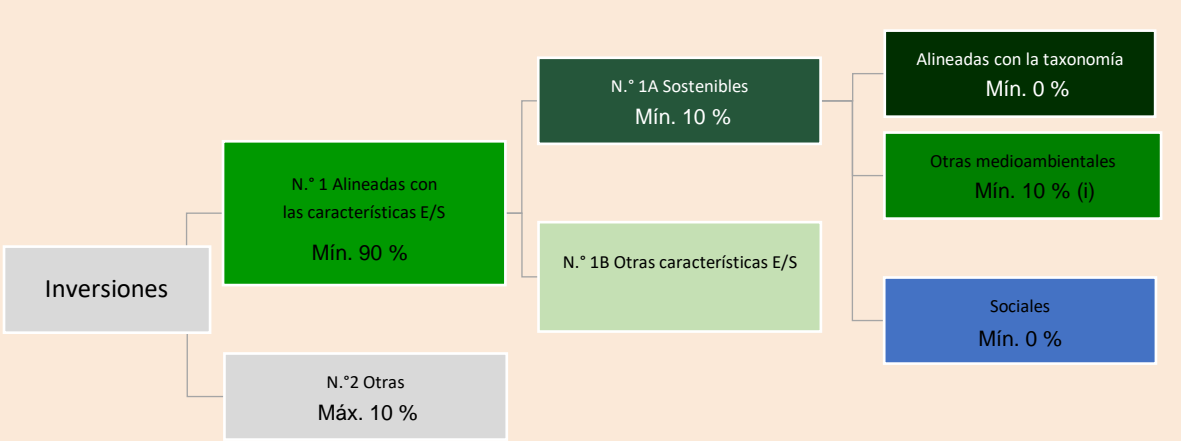 Inversiones
N.° 1 Alineadas con
las características E/S
Mín. 90 %
N.°2 Otras
Máx. 10 %
N.° 1A Sostenibles
Mín. 10 %
N.° 1B Otras características E/S
Alineadas con la taxonomía
Mín. 0 %
Otras medioambientales
Mín. 10 % (i)
Sociales
Mín. 0 %